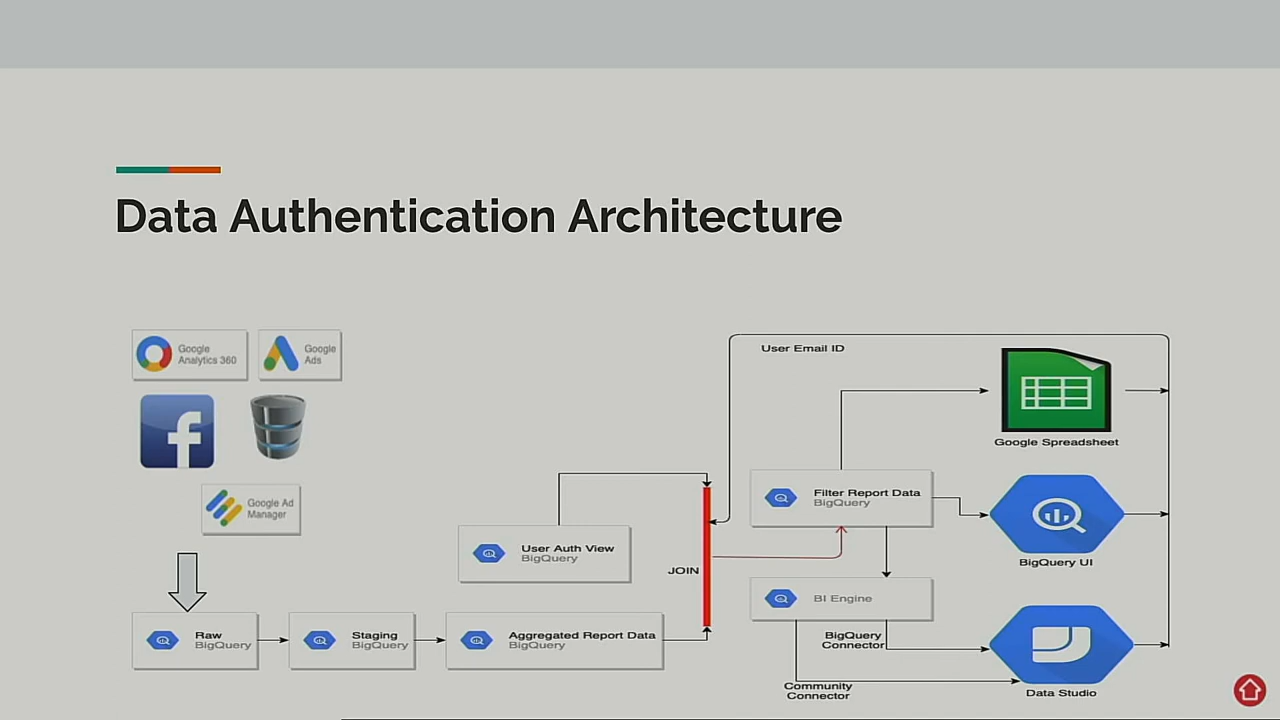 Data Authentication Architecture
Google
Analytics 360
Google
Ads
Google Ad
Manager
User Email ID
Google Spreadsheet
Filter Report Data
BigQuery
User Auth View
BigQuery
JOIN
BigQuery UI
BI Engine
Raw
BigQuery
Staging
BigQuery
Aggregated Report Data
BigQuery
BigQuery
Connector
Community
Connector
Data Studio